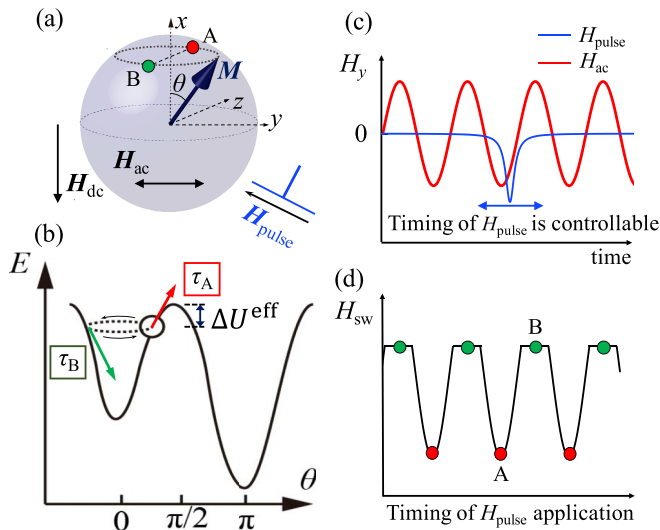 (a)
x
A
B
θ
M
z
y
H_ac
H_dc
H_pulse
(b)
E
τ_A
ΔU^eff
τ_B
θ
0
π/2
π
(c)
H_pulse
H_ac
H_y
0
Timing of H_pulse is controllable
time
(d)
H_sw
B
A
Timing of H_pulse application